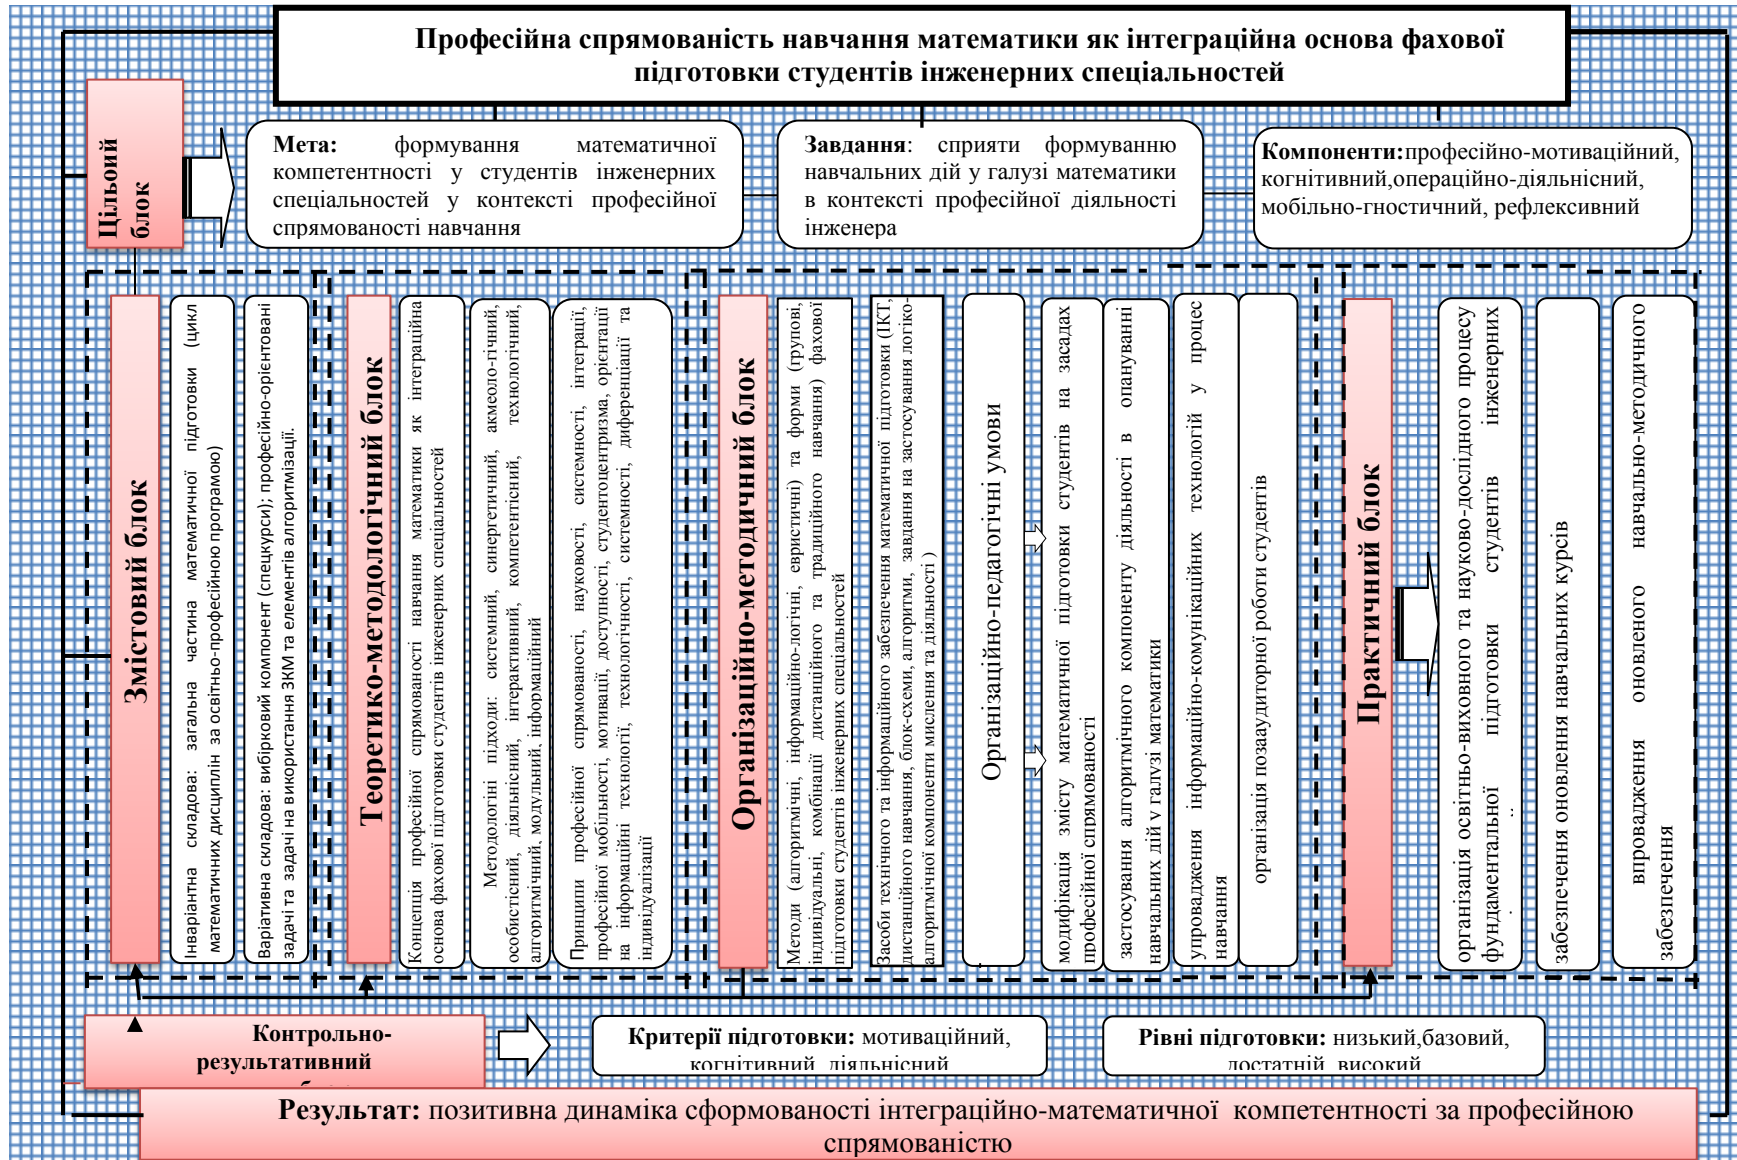 Професійна спрямованість навчання математики як інтеграційна основа фахової
підготовки студентів інженерних спеціальностей
Цільовий
блок
Мета: формування математичної
компетентності у студентів інженерних
спеціальностей у контексті професійної
спрямованості навчання
Завдання: сприяти формуванню
навчальних дій у галузі математики
в контексті професійної діяльності
інженера
Компоненти:професійно-мотиваційний,
когнітивний,операційно-діяльнісний,
мобільно-гностичний, рефлексивний
Змістовий блок
Інваріантна складова: загальна частина математичної підготовки (цикл
математичних дисциплін за освітньо-професійною програмою)
Варіативна складова: вибірковий компонент (спецкурси); професійно-орієнтовані
задачі та задачі на використання ЗКМ та елементів алгоритмізації.
Теоретико-методологічний блок
Концепція професійної спрямованості навчання математики як інтеграційна
основа фахової підготовки студентів інженерних спеціальностей
Методологіні підходи: системний, синергетичний, акмеоло-гічний,
особистісний, діяльнісний, інтерактивний, компетентісний, технологічний,
алгоритмічний, модульний, інформаційний
Принципи професійної спрямованості, науковості, системності, інтеграції,
професійної мобільності, мотивації, доступності, студентоцентризма, орієнтації
на інформаційні технології, технологічності, системності, диференціації та
індивідуалізації
Організаційно-методичний блок
Методи (алгоритмічні, інформаційно-логічні, евристичні) та форми (групові,
індивідуальні, комбінації дистанційного та традиційного навчання) фахової
підготовки студентів інженерних спеціальностей
Засоби технічного та інформаційного забезпечення математичної підготовки (ІКТ,
дистанційного навчання, блок-схеми, алгоритми, завдання на застосування логіко-
алгоритмічної компоненти мислення та діяльності )
Організаційно-педагогічні умови
модифікація змісту математичної підготовки студентів на засадах
професійної спрямованості
застосування алгоритмічного компоненту діяльності в опануванні
навчальних дій у галузі математики
упровадження інформаційно-комунікаційних технологій у процес
навчання
організація позааудиторної роботи студентів
Практичний блок
організація освітньо-виховного та науково-дослідного процесу
фундаментальної підготовки студентів інженерних
забезпечення оновлення навчальних курсів
впровадження оновленого навчально-методичного
забезпечення
Контрольно-
результативний
Критерії підготовки: мотиваційний,
когнітивний діяльнісний
Рівні підготовки: низький,базовий,
достатній високий
Результат: позитивна динаміка сформованості інтеграційно-математичної компетентності за професійною
спрямованістю